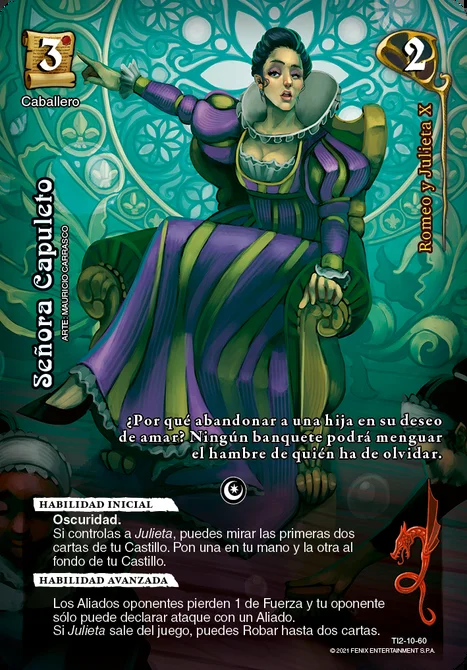 3
2
Caballero
Romeo y Julieta X
Señora Capuleto
ARTE: MAURICIO CARRASCO
¿Por qué abandonar a una hija en su deseo
de amar? Ningún banquete podrá menguar
el hambre de quién ha de olvidar.
HABILIDAD INICIAL
Oscuridad.
Si controlas a Julieta, puedes mirar las primeras dos
cartas de tu Castillo. Pon una en tu mano y la otra al
fondo de tu Castillo.
HABILIDAD AVANZADA
Los Aliados oponentes pierden 1 de Fuerza y tu oponente
sólo puede declarar ataque con un Aliado.
Si Julieta sale del juego, puedes Robar hasta dos cartas.
TI2-10-60
©2021 FENIX ENTERTAINMENT S.P.A.